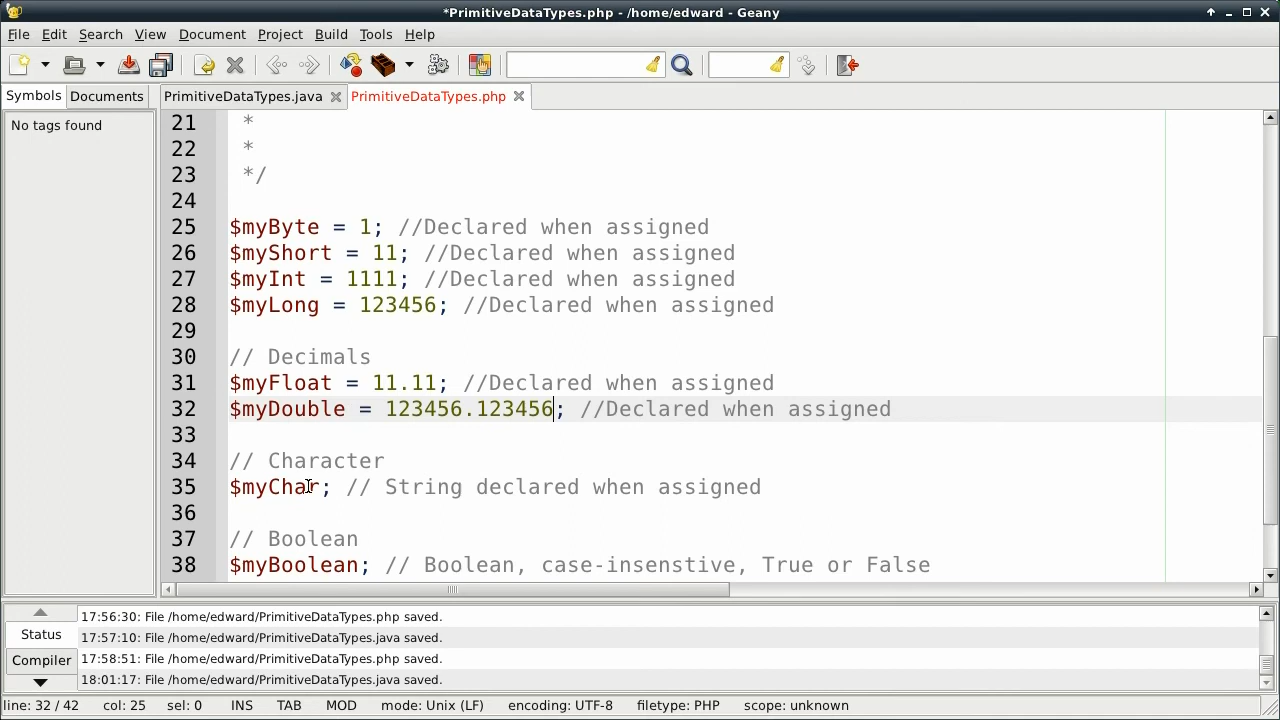 *PrimitiveDataTypes.php - /home/edward - Geany
File Edit Search View Document Project Build Tools Help
Symbols Documents PrimitiveDataTypes.java PrimitiveDataTypes.php
No tags found
21 *
22 *
23 */
24
25 $myByte = 1; //Declared when assigned
26 $myShort = 11; //Declared when assigned
27 $myInt = 1111; //Declared when assigned
28 $myLong = 123456; //Declared when assigned
29
30 // Decimals
31 $myFloat = 11.11; //Declared when assigned
32 $myDouble = 123456.123456; //Declared when assigned
33
34 // Character
35 $myChar; // String declared when assigned
36
37 // Boolean
38 $myBoolean; // Boolean, case-insenstive, True or False
Status
Compiler
17:56:30: File /home/edward/PrimitiveDataTypes.php saved.
17:57:10: File /home/edward/PrimitiveDataTypes.java saved.
17:58:51: File /home/edward/PrimitiveDataTypes.php saved.
18:01:17: File /home/edward/PrimitiveDataTypes.java saved.
line: 32 / 42 col: 25 sel: 0 INS TAB MOD mode: Unix (LF) encoding: UTF-8 filetype: PHP scope: unknown